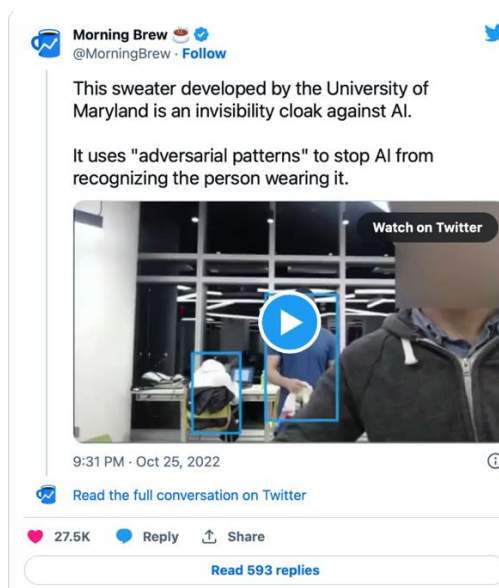 Morning Brew ☕
@MorningBrew · Follow
This sweater developed by the University of
Maryland is an invisibility cloak against AI.
It uses "adversarial patterns" to stop AI from
recognizing the person wearing it.
Watch on Twitter
9:31 PM · Oct 25, 2022
Read the full conversation on Twitter
27.5K Reply Share
Read 593 replies